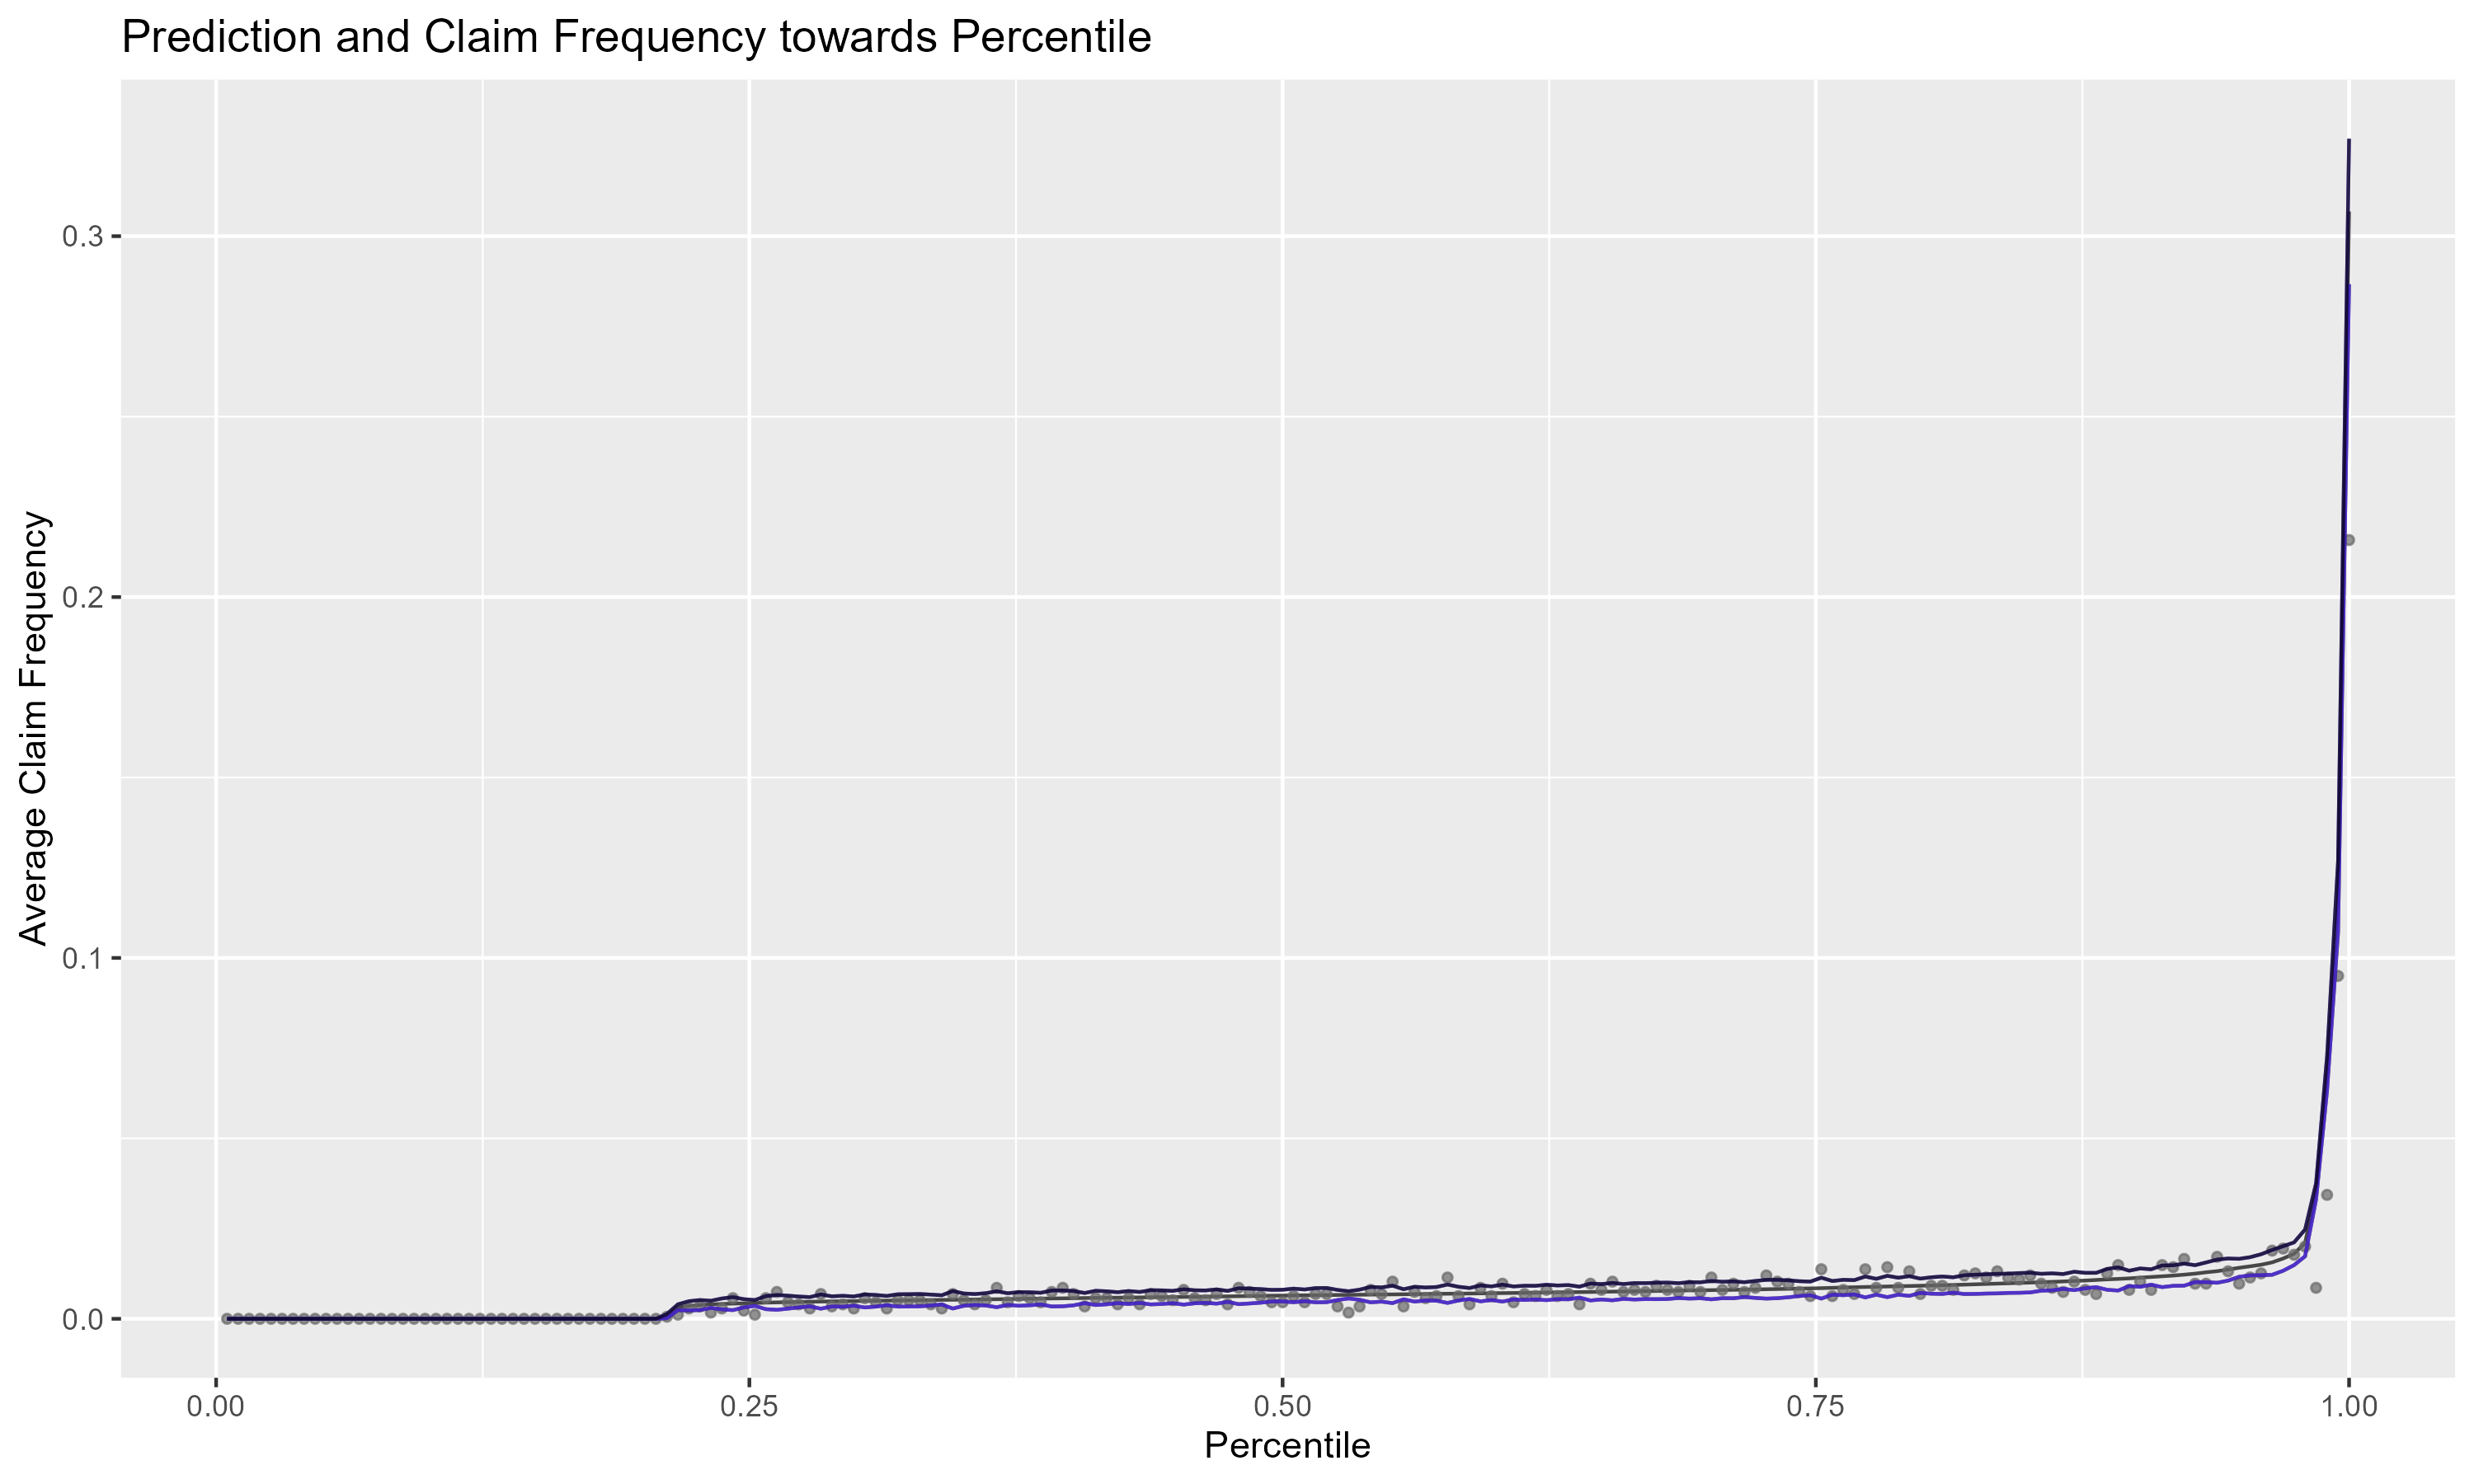 Prediction and Claim Frequency towards Percentile
Average Claim Frequency
0.3
0.2
0.1
0.0
0.00 0.25 0.50 0.75 1.00
Percentile